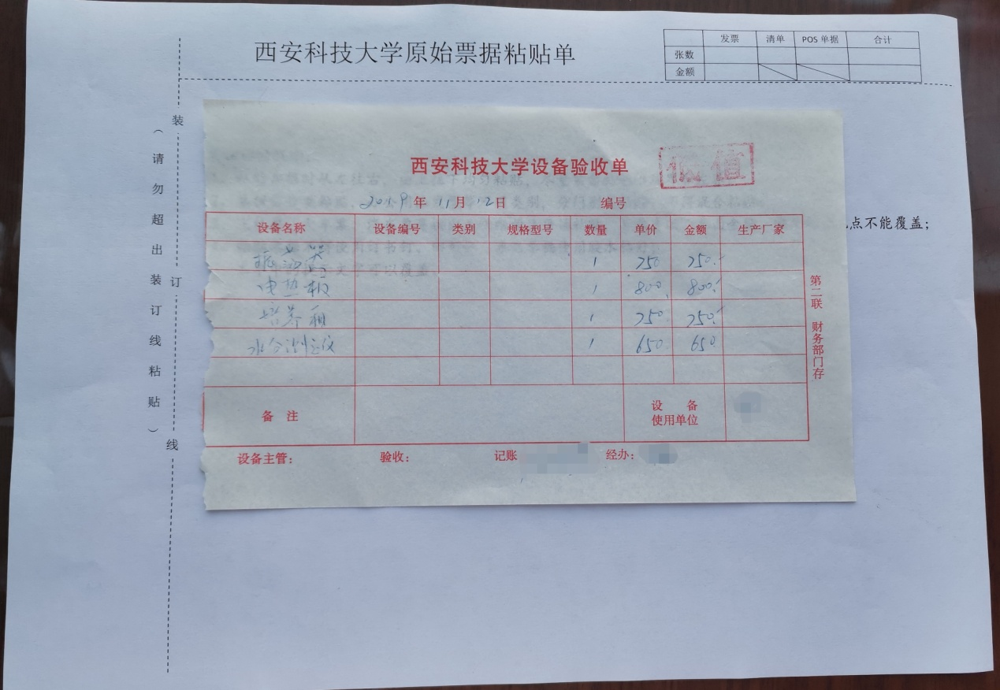 西安科技大学原始票据粘贴单
发票 清单 POS 单据 合计
张数
金额
装 订 线
（请勿超出装订线粘贴）
点不能覆盖；
西安科技大学设备验收单
低值
2019年 11月 12日 编号
设备名称 设备编号 类别 规格型号 数量 单价 金额 生产厂家
振荡器 1 750 750.
电热板 1 800 800.
培养箱 1 750 750.
水分测定仪 1 650 650.
备 注 设 备
使用单位
第二联 财务部门存
设备主管： 验收： 记账 经办：